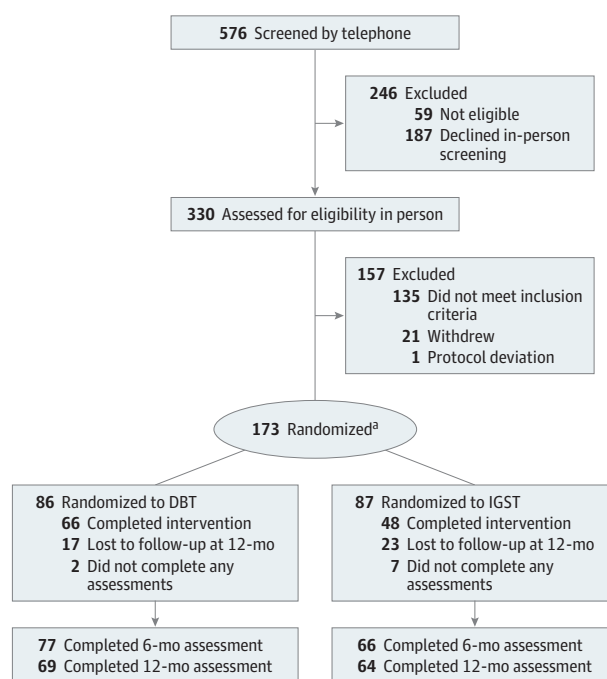 576 Screened by telephone
246 Excluded
59 Not eligible
187 Declined in-person
screening
330 Assessed for eligibility in person
157 Excluded
135 Did not meet inclusion
criteria
21 Withdrew
1 Protocol deviation
173 Randomizedᵃ
86 Randomized to DBT
66 Completed intervention
17 Lost to follow-up at 12-mo
2 Did not complete any
assessments
87 Randomized to IGST
48 Completed intervention
23 Lost to follow-up at 12-mo
7 Did not complete any
assessments
77 Completed 6-mo assessment
69 Completed 12-mo assessment
66 Completed 6-mo assessment
64 Completed 12-mo assessment